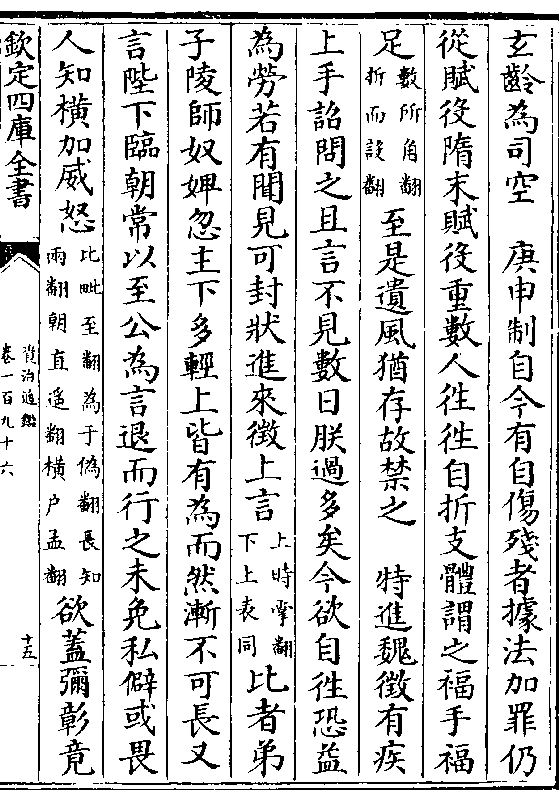 玄齡為司空　庚申制自今有自傷殘者據法加罪仍
從賦役隋末賦役重數人徃徃自折支體謂之福手福
足
數所角翻
折而設翻
至是遺風猶存故禁之　特進魏徵有疾
上手詔問之且言不見數日朕過多矣今欲自徃恐益
為勞若有聞見可封狀進來徵上言
上時掌翻
下上表同
比者弟
子陵師奴婢忽主下多輕上皆有為而然漸不可長又
言陛下臨朝常以至公為言退而行之未免私僻或畏
人知橫加威怒
比毗至翻為于偽翻長知
兩翻朝直遥翻橫户孟翻
欲蓋彌彰竟
欽定四庫全書
資治通鑑
卷一百九十六
十五